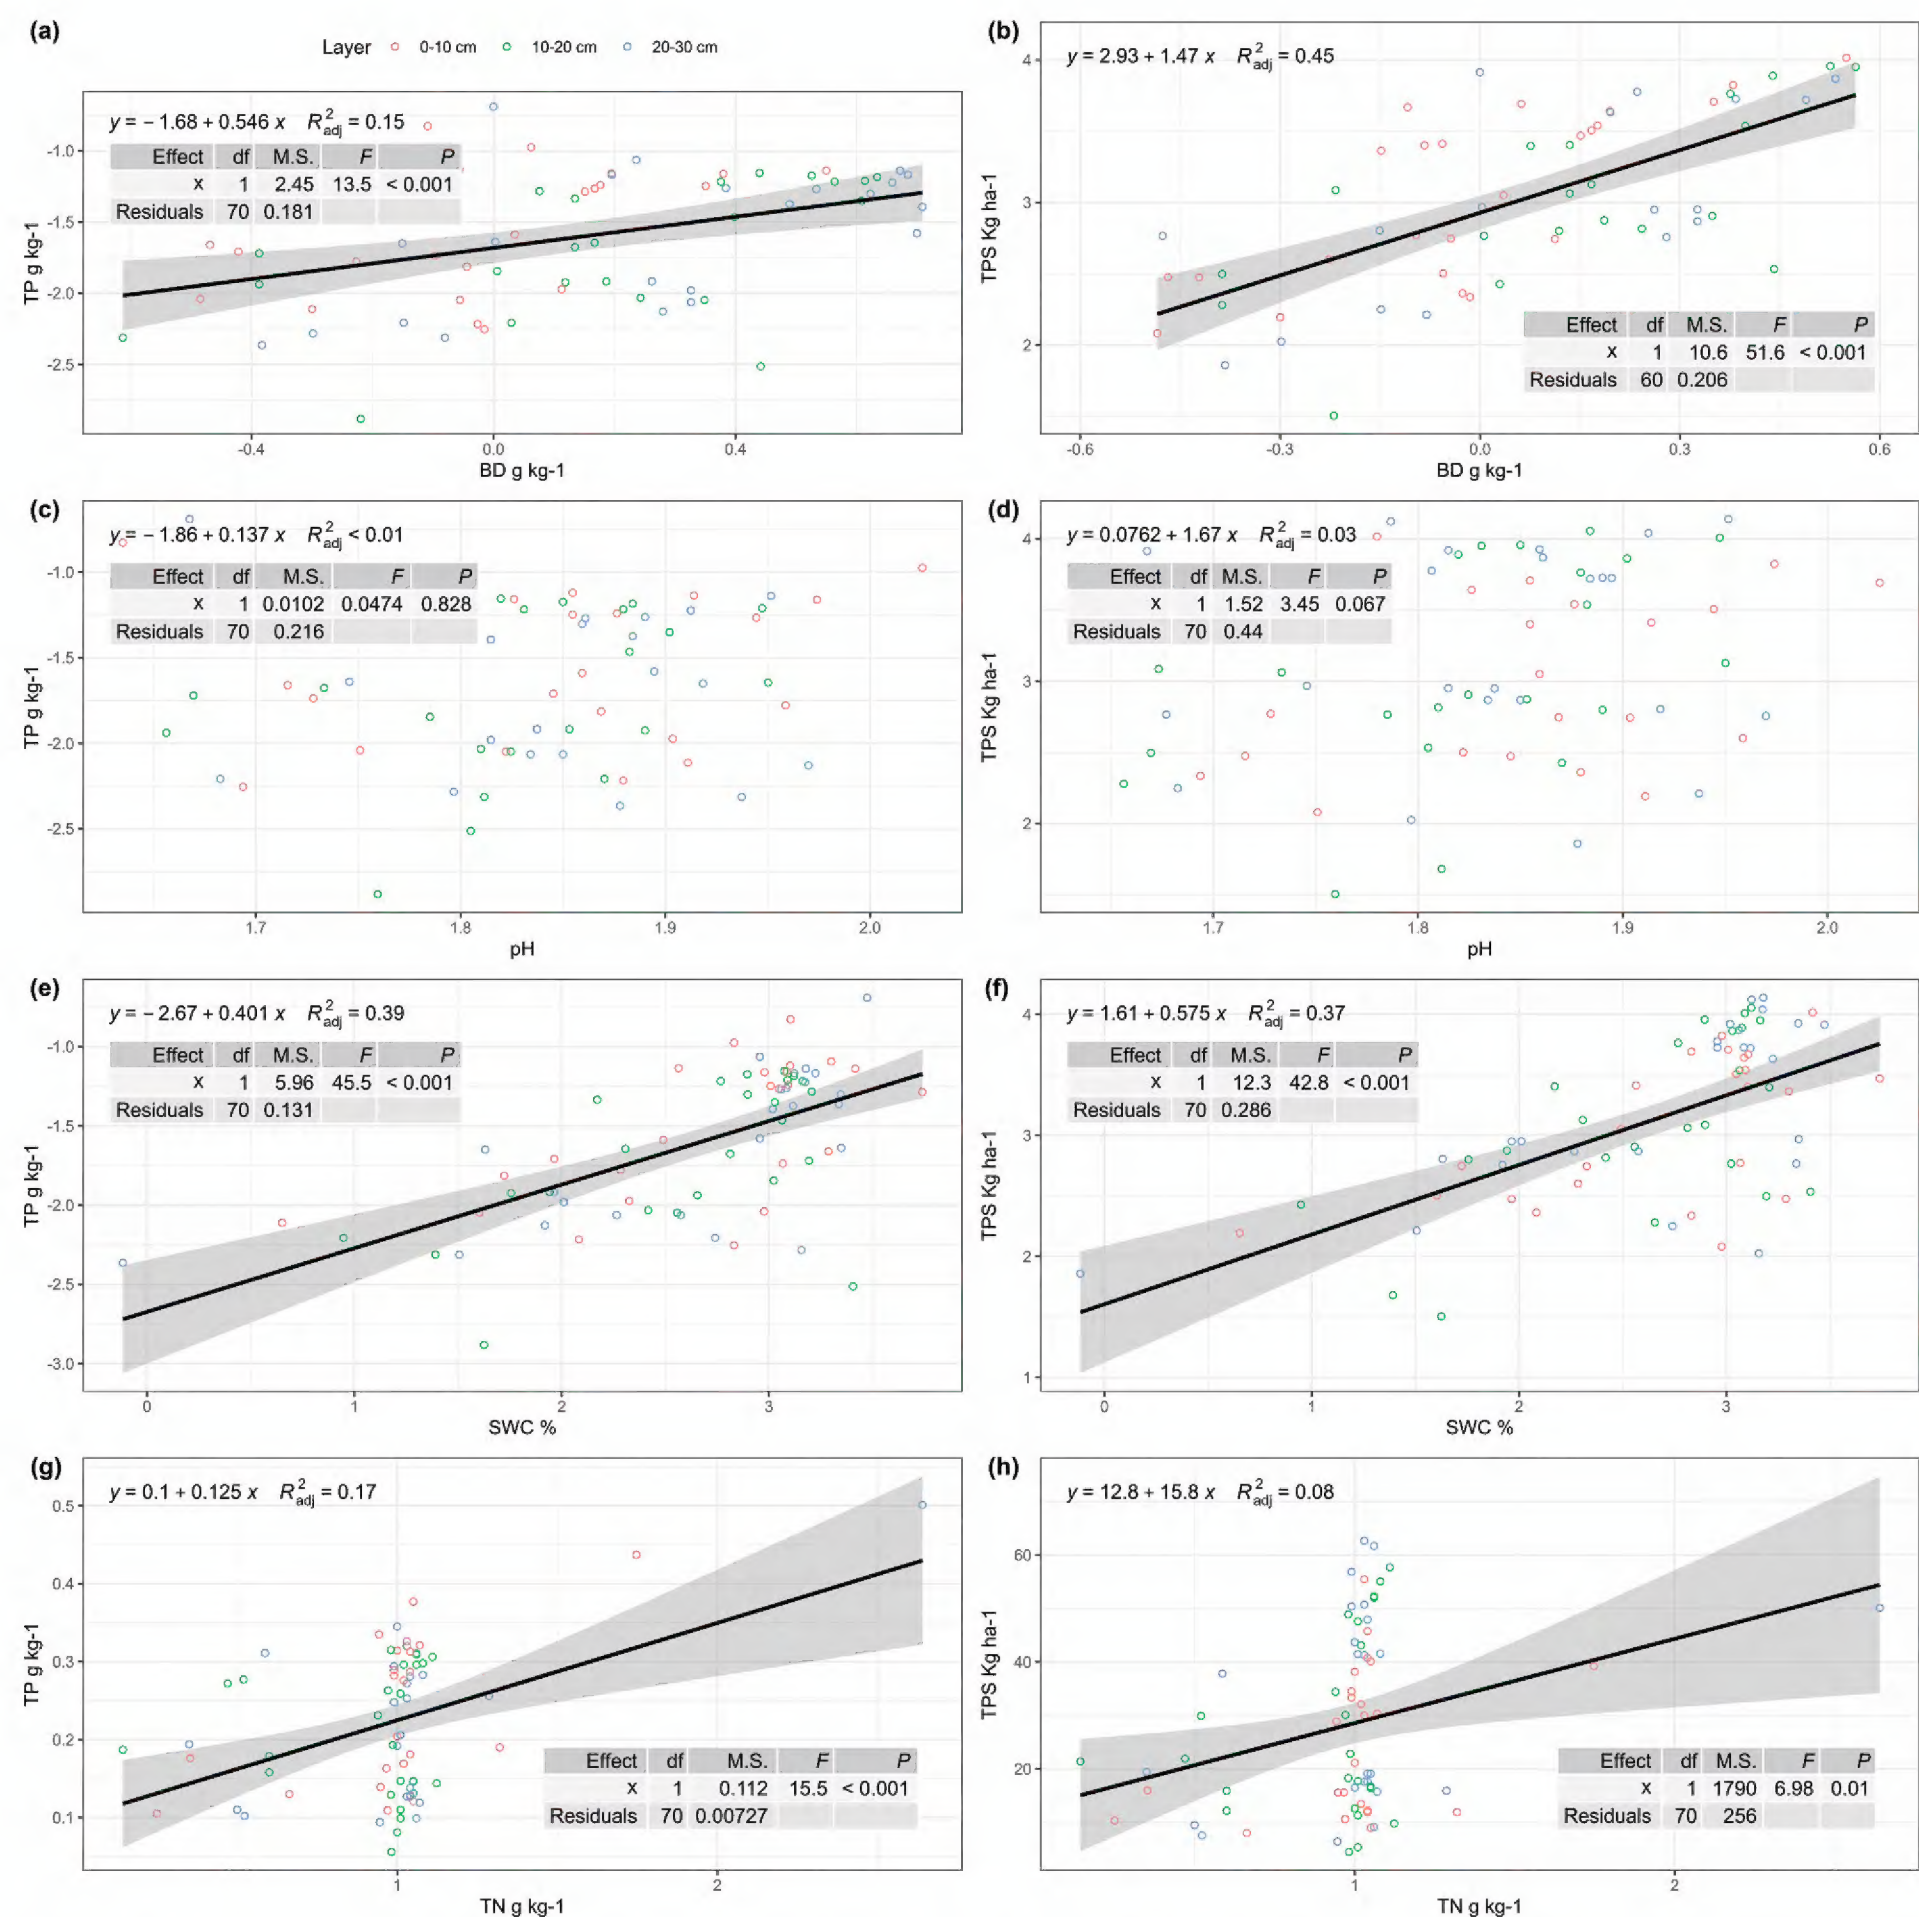 (a)
Layer 0-10 cm 10-20 cm 20-30 cm
y = − 1.68 + 0.546 x R²adj = 0.15
Effect df M.S. F P
x 1 2.45 13.5 < 0.001
Residuals 70 0.181
-1.0
-1.5
-2.0
-2.5
TP g kg-1
-0.4 0.0 0.4
BD g kg-1
(b)
y = 2.93 + 1.47 x R²adj = 0.45
Effect df M.S. F P
x 1 10.6 51.6 < 0.001
Residuals 60 0.206
4
3
2
TPS Kg ha-1
-0.6 -0.3 0.0 0.3 0.6
BD g kg-1
(c)
y = − 1.86 + 0.137 x R²adj < 0.01
Effect df M.S. F P
x 1 0.0102 0.0474 0.828
Residuals 70 0.216
-1.0
-1.5
-2.0
-2.5
TP g kg-1
1.7 1.8 1.9 2.0
pH
(d)
y = 0.0762 + 1.67 x R²adj = 0.03
Effect df M.S. F P
x 1 1.52 3.45 0.067
Residuals 70 0.44
4
3
2
TPS Kg ha-1
1.7 1.8 1.9 2.0
pH
(e)
y = − 2.67 + 0.401 x R²adj = 0.39
Effect df M.S. F P
x 1 5.96 45.5 < 0.001
Residuals 70 0.131
-1.0
-1.5
-2.0
-2.5
-3.0
TP g kg-1
0 1 2 3
SWC %
(f)
y = 1.61 + 0.575 x R²adj = 0.37
Effect df M.S. F P
x 1 12.3 42.8 < 0.001
Residuals 70 0.286
4
3
2
1
TPS Kg ha-1
0 1 2 3
SWC %
(g)
y = 0.1 + 0.125 x R²adj = 0.17
Effect df M.S. F P
x 1 0.112 15.5 < 0.001
Residuals 70 0.00727
0.5
0.4
0.3
0.2
0.1
TP g kg-1
1 2
TN g kg-1
(h)
y = 12.8 + 15.8 x R²adj = 0.08
Effect df M.S. F P
x 1 1790 6.98 0.01
Residuals 70 256
60
40
20
TPS Kg ha-1
1 2
TN g kg-1